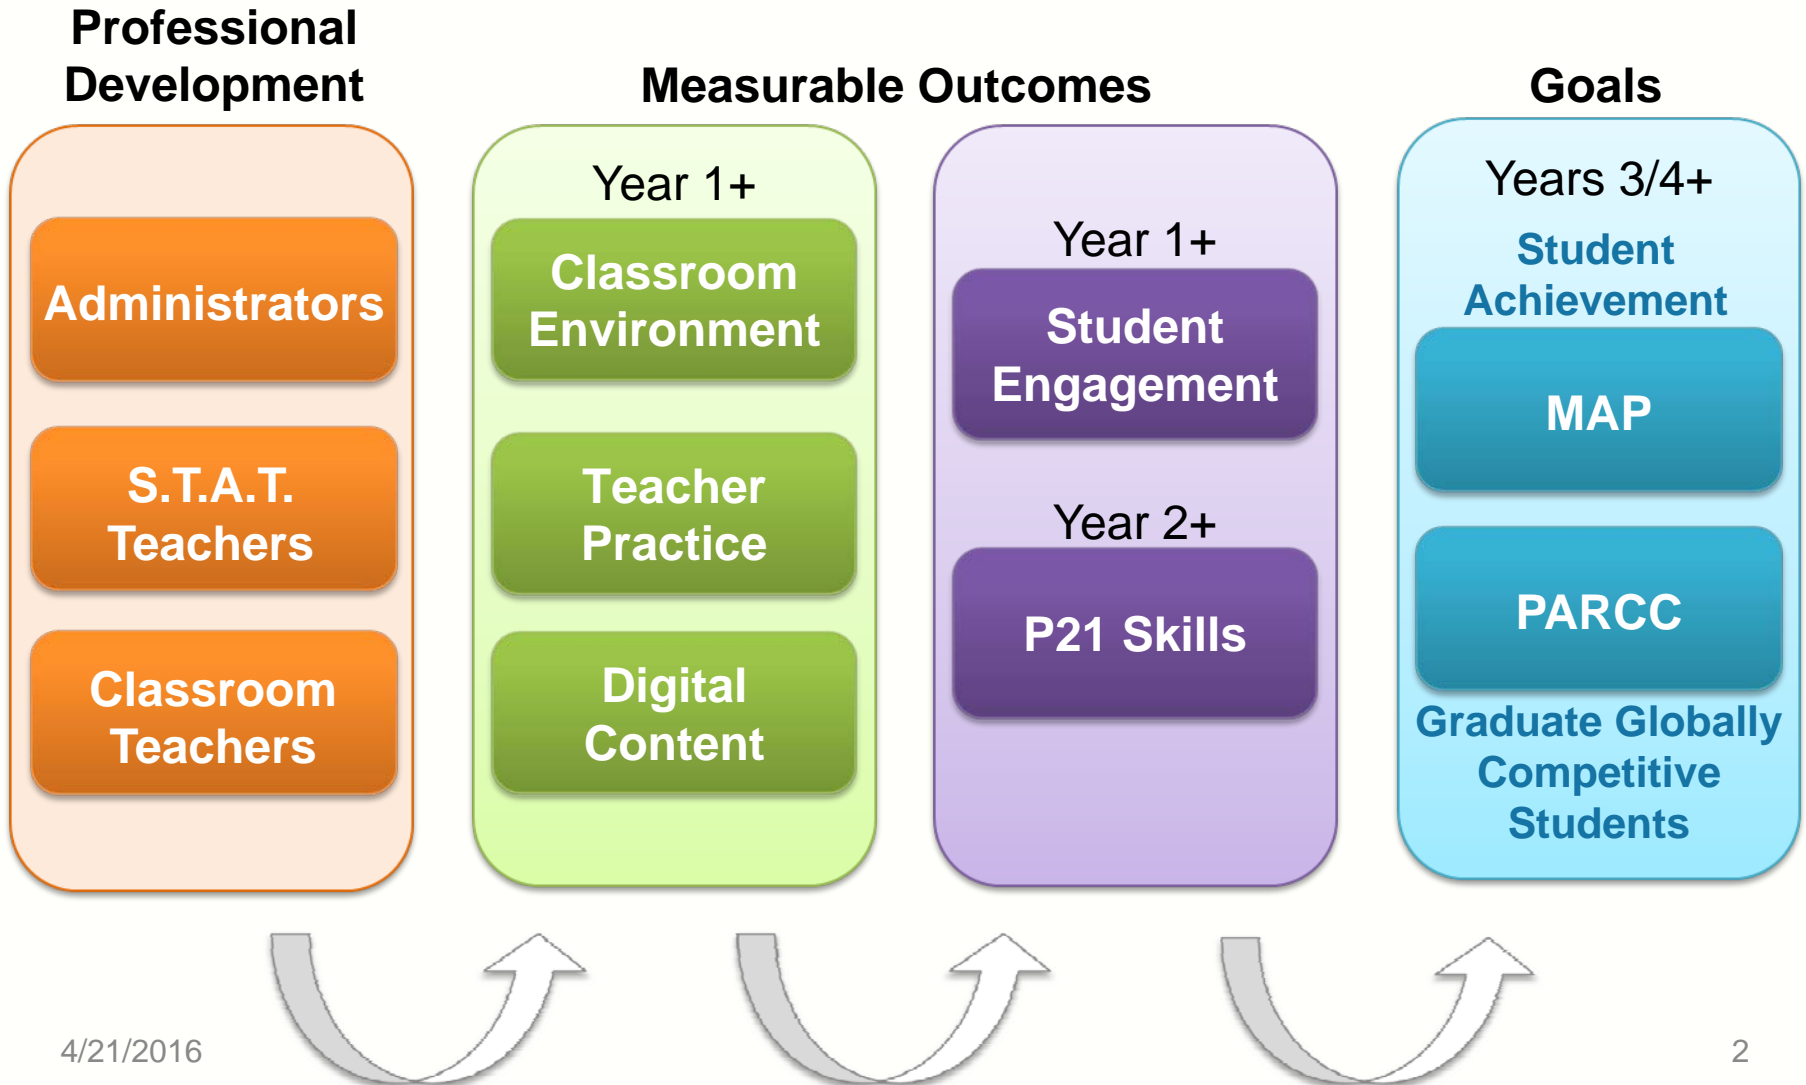 Professional
Development
Measurable Outcomes
Goals
Administrators
S.T.A.T.
Teachers
Classroom
Teachers
Year 1+
Classroom
Environment
Teacher
Practice
Digital
Content
Year 1+
Student
Engagement
Year 2+
P21 Skills
Years 3/4+
Student
Achievement
MAP
PARCC
Graduate Globally
Competitive
Students
4/21/2016
2